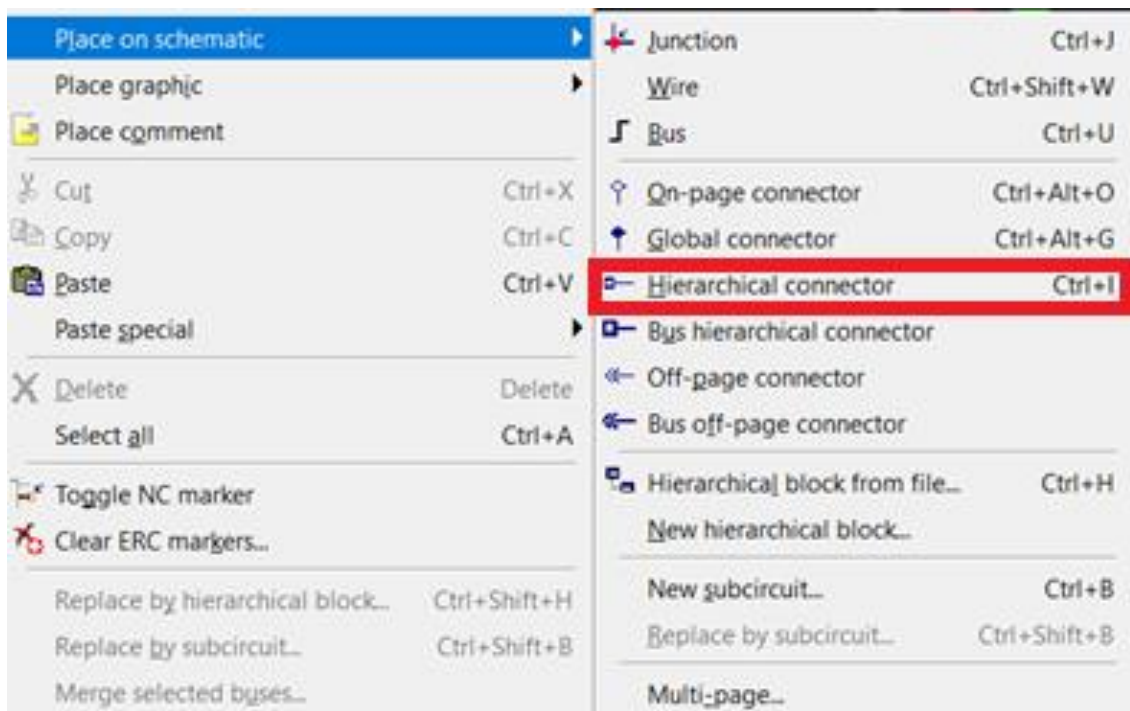 Place on schematic
Place graphic
Place comment
Cut Ctrl+X
Copy Ctrl+C
Paste Ctrl+V
Paste special
Delete Delete
Select all Ctrl+A
Toggle NC marker
Clear ERC markers...
Replace by hierarchical block... Ctrl+Shift+H
Replace by subcircuit... Ctrl+Shift+B
Merge selected buses...
Junction Ctrl+J
Wire Ctrl+Shift+W
Bus Ctrl+U
On-page connector Ctrl+Alt+O
Global connector Ctrl+Alt+G
Hierarchical connector Ctrl+I
Bus hierarchical connector
Off-page connector
Bus off-page connector
Hierarchical block from file... Ctrl+H
New hierarchical block...
New subcircuit... Ctrl+B
Replace by subcircuit... Ctrl+Shift+B
Multi-page...